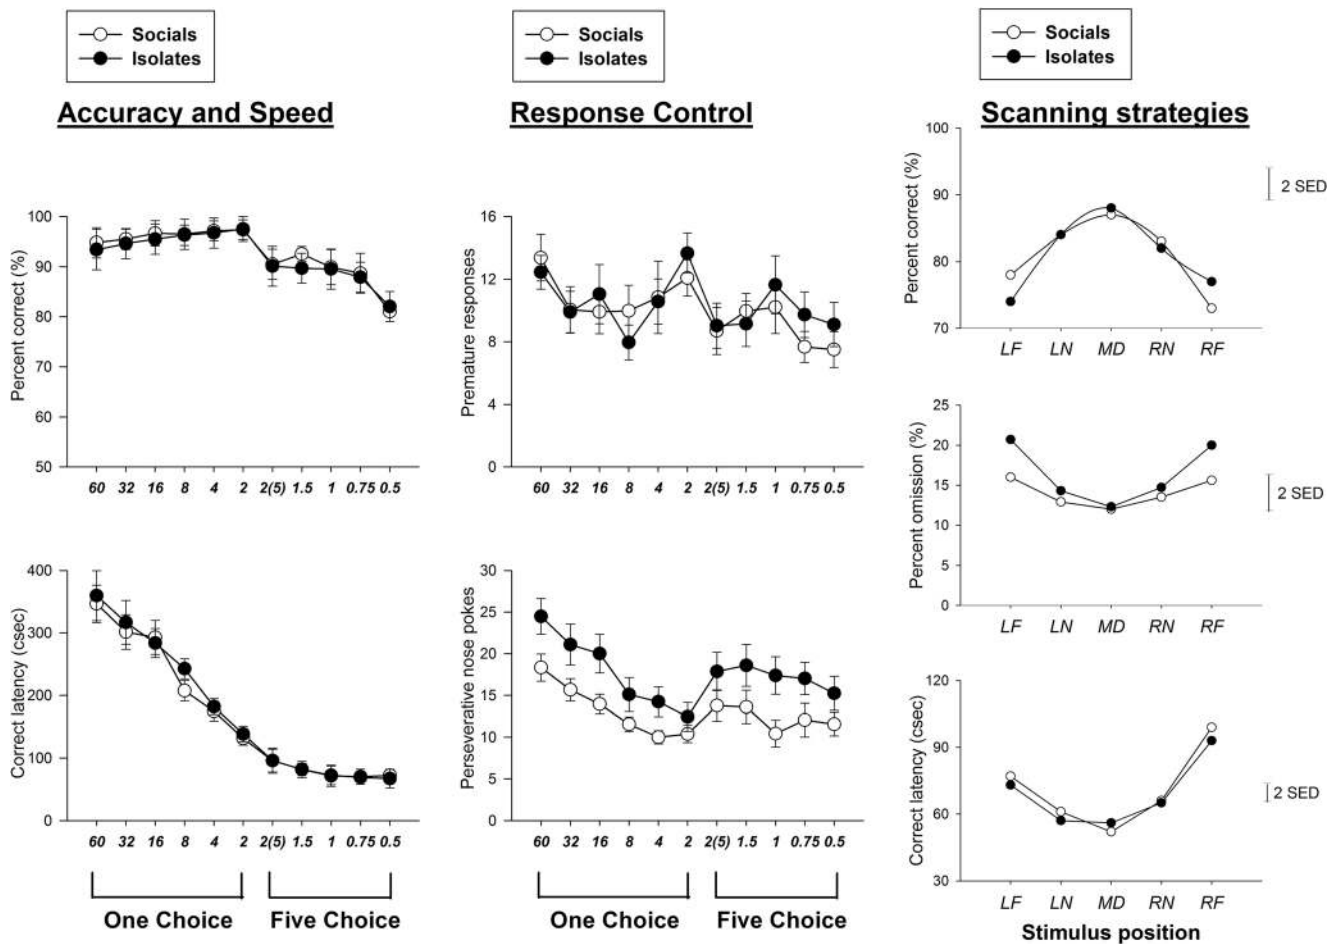 Socials
Isolates
Accuracy and Speed
Percent correct (%)
100
90
80
70
60
50
60 32 16 8 4 2 2(5) 1.5 1 0.75 0.5
Correct latency (csec)
400
300
200
100
0
60 32 16 8 4 2 2(5) 1.5 1 0.75 0.5
One Choice Five Choice
Socials
Isolates
Response Control
Premature responses
16
12
8
4
0
60 32 16 8 4 2 2(5) 1.5 1 0.75 0.5
Perseverative nose pokes
30
25
20
15
10
5
0
60 32 16 8 4 2 2(5) 1.5 1 0.75 0.5
One Choice Five Choice
Socials
Isolates
Scanning strategies
Percent correct (%)
100
90
80
70
LF LN MD RN RF
2 SED
Percent omission (%)
25
20
15
10
5
0
LF LN MD RN RF
2 SED
Correct latency (csec)
120
90
60
30
LF LN MD RN RF
2 SED
Stimulus position